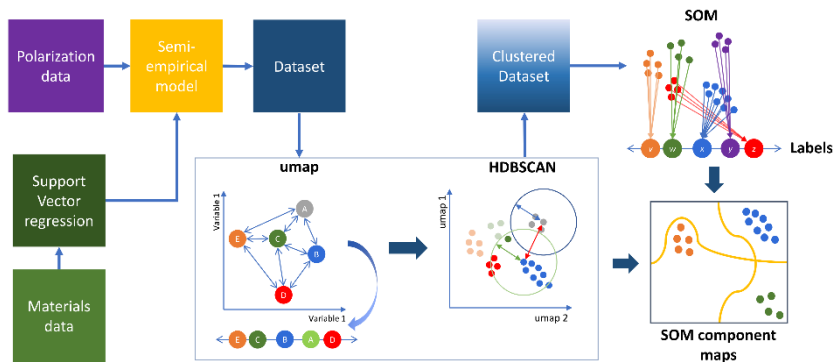 SOM
Polarization
data
Semi-
empirical
model
Dataset
Clustered
Dataset
v
w
x
y
z
Labels
umap
HDBSCAN
Support
Vector
regression
Variable 1
A
E
C
B
D
Variable 1
E
C
B
A
D
umap 1
umap 2
Materials
data
SOM component
maps